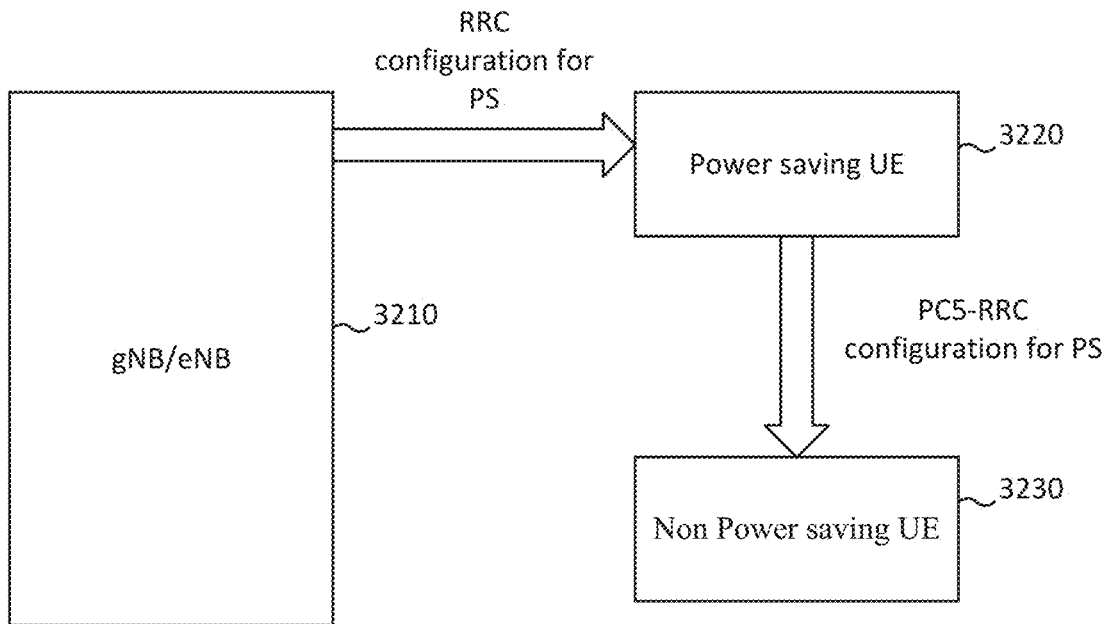 RRC
configuration for
PS
3220
Power saving UE
3210
gNB/eNB
PC5-RRC
configuration for PS
3230
Non Power saving UE